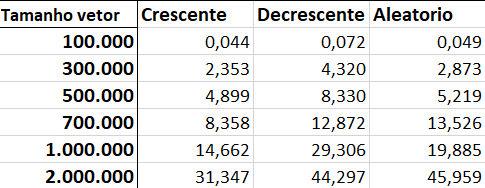 Tamanho vetor Crescente Decrescente Aleatorio
100.000 0,044 0,072 0,049
300.000 2,353 4,320 2,873
500.000 4,899 8,330 5,219
700.000 8,358 12,872 13,526
1.000.000 14,662 29,306 19,885
2.000.000 31,347 44,297 45,959